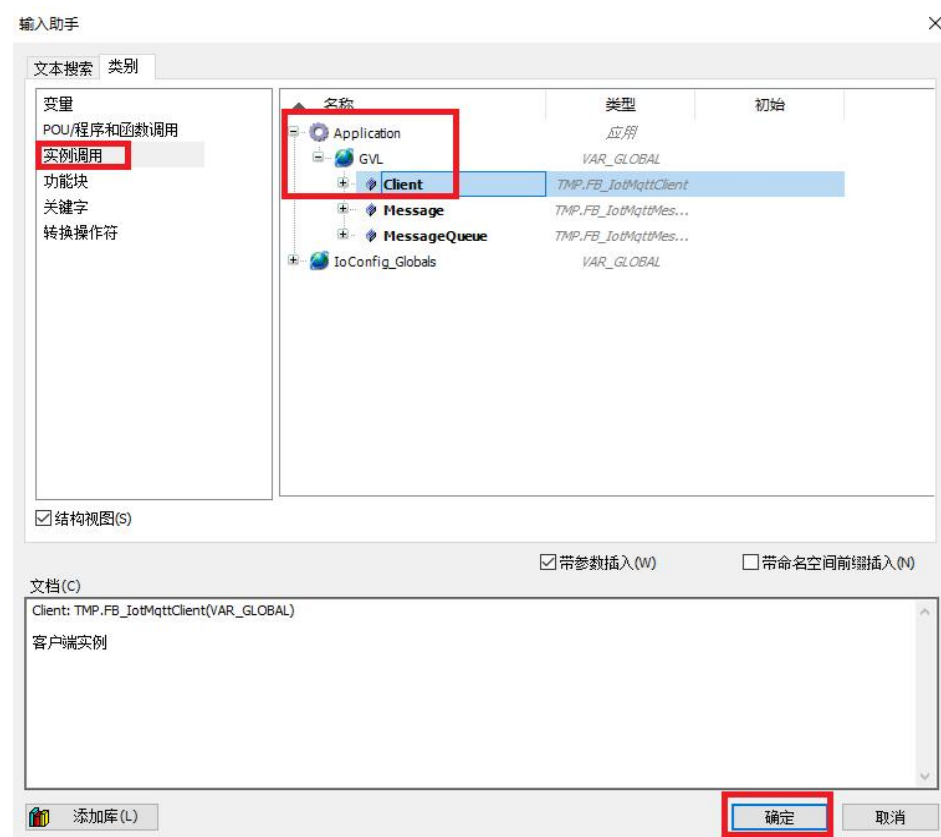 输入助手
文本搜索 类别
变量
POU/程序和函数调用
实例调用
功能块
关键字
转换操作符
名称 类型 初始
Application 应用
GVL VAR_GLOBAL
Client TMP.FB_IotMqttClient
Message TMP.FB_IotMqttMes...
MessageQueue TMP.FB_IotMqttMes...
IoConfig_Globals VAR_GLOBAL
结构视图(S)
带参数插入(W) 带命名空间前缀插入(N)
文档(C)
Client: TMP.FB_IotMqttClient(VAR_GLOBAL)
客户端实例
添加库(L) 确定 取消